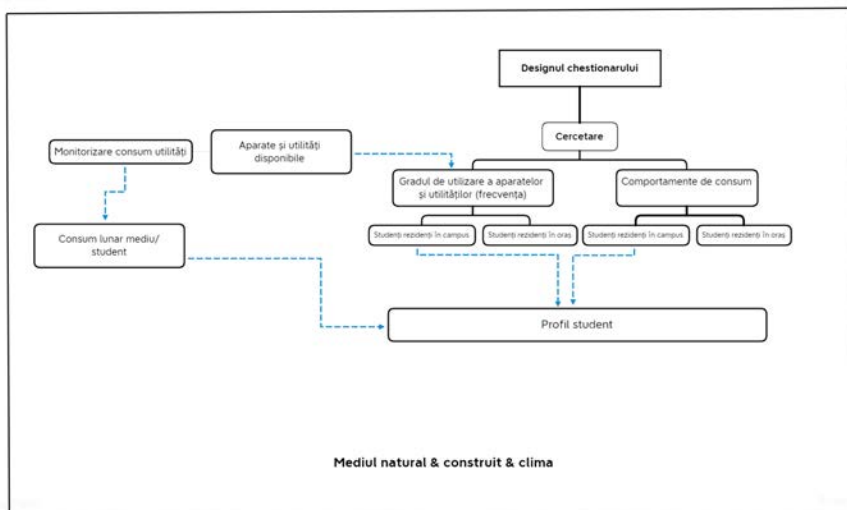 Designul chestionarului
Cercetare
Monitorizare consum utilități
Aparate și utilități
disponibile
Gradul de utilizare a aparatelor
și utilităților (frecvența)
Comportamente de consum
Studenți rezidenți în campus
Studenți rezidenți în oraș
Studenți rezidenți în campus
Studenți rezidenți în oraș
Consum lunar mediu/
student
Profil student
Mediul natural & construit & clima